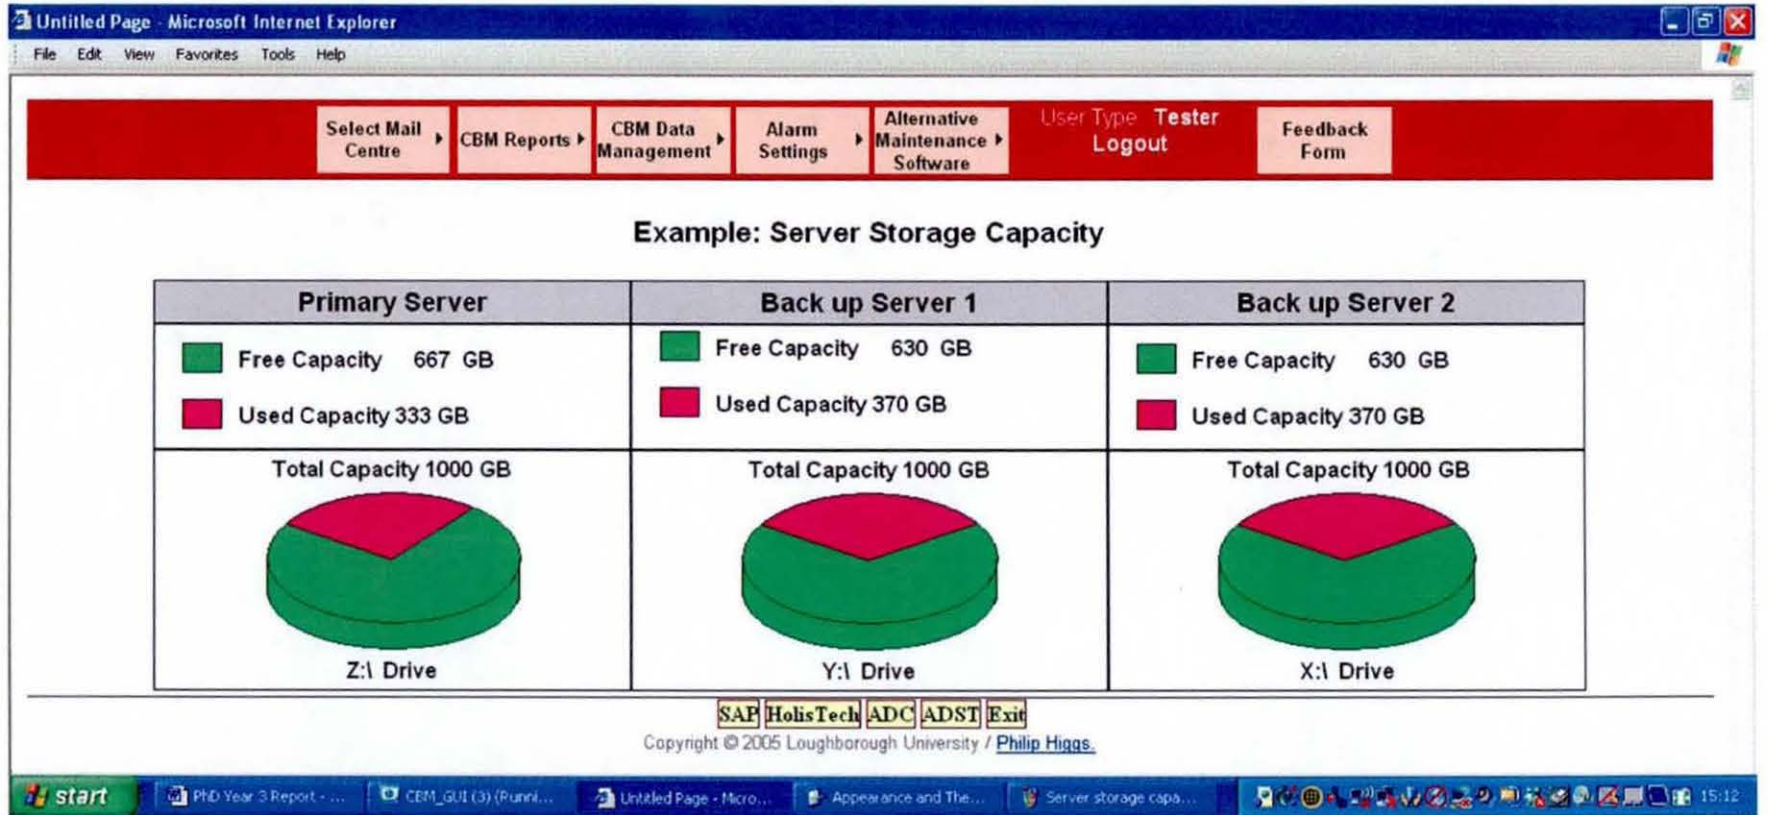 Untitled Page - Microsoft Internet Explorer
File Edit View Favorites Tools Help
Select Mail Centre
CBM Reports
CBM Data Management
Alarm Settings
Alternative Maintenance Software
User Type Tester
Logout
Feedback Form
Example: Server Storage Capacity
Primary Server
Back up Server 1
Back up Server 2
Free Capacity 667 GB
Used Capacity 333 GB
Free Capacity 630 GB
Used Capacity 370 GB
Free Capacity 630 GB
Used Capacity 370 GB
Total Capacity 1000 GB
Total Capacity 1000 GB
Total Capacity 1000 GB
Z:\ Drive
Y:\ Drive
X:\ Drive
SAP HolisTech ADC ADST Exit
Copyright © 2005 Loughborough University / Philip Higgs.
start
PhD Year 3 Report - ...
CBM_GUI (3) (Runni...
Untitled Page - Micro...
Appearance and The...
Server storage capa...
15:12